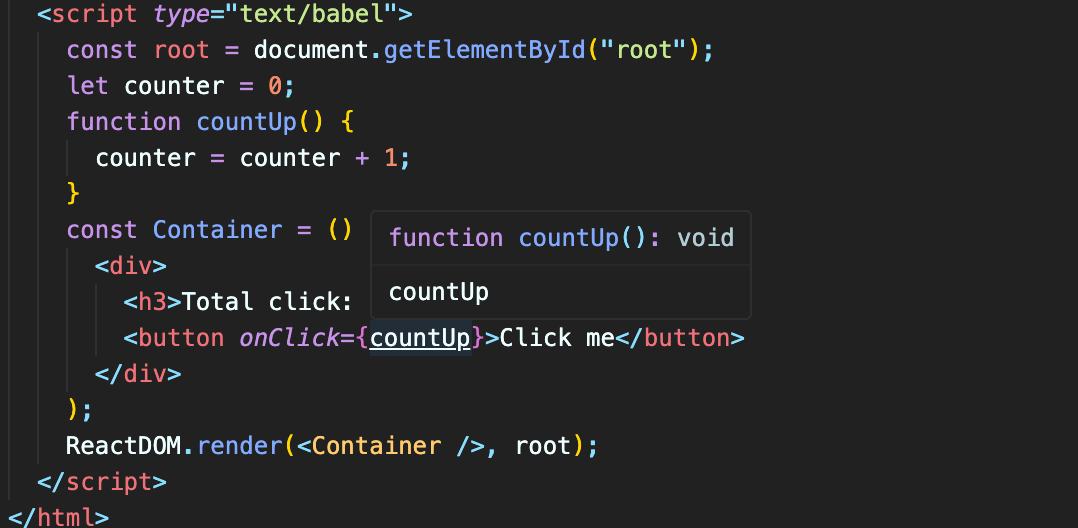 <script type="text/babel">
const root = document.getElementById("root");
let counter = 0;
function countUp() {
counter = counter + 1;
}
const Container = ()
function countUp(): void
<div>
countUp
<h3>Total click:
<button onClick={countUp}>Click me</button>
</div>
);
ReactDOM.render(<Container />, root);
</script>
</html>